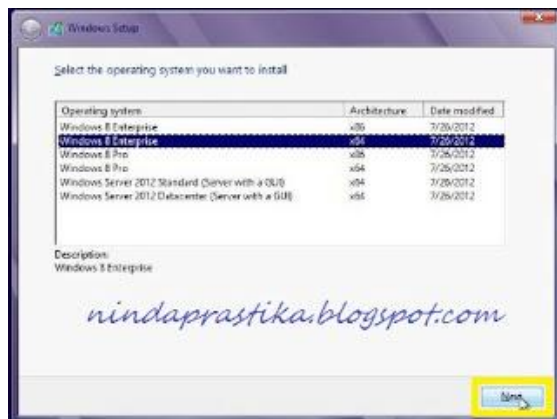 Windows Setup
Select the operating system you want to install
Operating system Architecture Date modified
Windows 8 Enterprise x86 7/26/2012
Windows 8 Enterprise x64 7/26/2012
Windows 8 Pro x86 7/26/2012
Windows 8 Pro x64 7/26/2012
Windows Server 2012 Standard (Server with a GUI) x64 7/26/2012
Windows Server 2012 Datacenter (Server with a GUI) x64 7/26/2012
Description:
Windows 8 Enterprise
nindaprastika.blogspot.com
Next